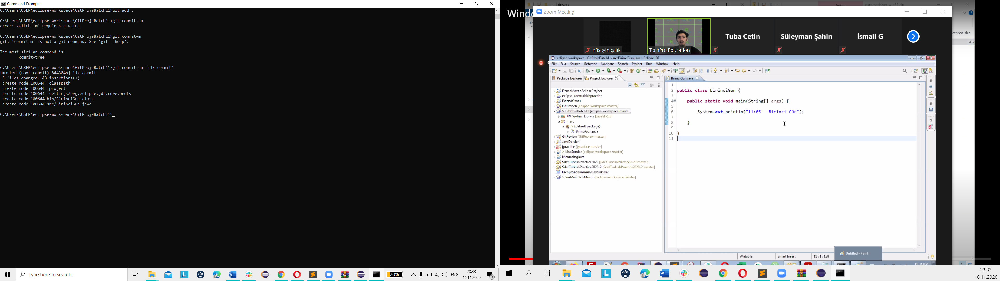 Command Prompt
C:\Users\USER\eclipse-workspace\GitProjeBatch11>git add .
C:\Users\USER\eclipse-workspace\GitProjeBatch11>git commit -m
error: switch `m' requires a value
C:\Users\USER\eclipse-workspace\GitProjeBatch11>git commit-m
git: 'commit-m' is not a git command. See 'git --help'.
The most similar command is
commit-tree
C:\Users\USER\eclipse-workspace\GitProjeBatch11>git commit -m "ilk commit"
[master (root-commit) 844304b] ilk commit
5 files changed, 43 insertions(+)
create mode 100644 .classpath
create mode 100644 .project
create mode 100644 .settings/org.eclipse.jdt.core.prefs
create mode 100644 bin/BirinciGun.class
create mode 100644 src/BirinciGun.java
C:\Users\USER\eclipse-workspace\GitProjeBatch11>
Type here to search
20%
ENG
23:33
16.11.2020
9
drivers
chromedriver_win32.zip
Zoom Meeting
hüseyin çalık
TechPro Education
Tuba Cetin
Süleyman Şahin
İsmail G
eclipse-workspace - GitProjeBatch11/src/BirinciGun.java - Eclipse IDE
File Edit Source Refactor Navigate Search Project Run Window Help
Package Explorer
Project Explorer
DemoMavenEclipseProject
eclipse-sdetturkishpractice
ExtendOrnek
GitBranch [eclipse-workspace master]
> GitProjeBatch11 [eclipse-workspace master]
JRE System Library [JavaSE-1.8]
> src
> (default package)
BirinciGun.java
GitReview [GitReview master]
JavaDersleri
jpractice [jpractice master]
> KisaSorular [eclipse-workspace master]
MentroingJava
SdetTurkishPractice2020 [SdetTurkishPractice2020 master]
SdetTurkishPractice2020-2 [SdetTurkishPractice2020-2 master]
techproedsummer2020turkish2
> VarMisinYokMusun [eclipse-workspace master]
BirinciGun.java
1
2 public class BirinciGun {
3
4 public static void main(String[] args) {
5
6 System.out.println("11:05 - Birinci Gün");
7
8 }
9
10 }
11
Writable
Smart Insert
11 : 1 : 138
Untitled - Paint
11:34 PM
23:33
16.11.2020